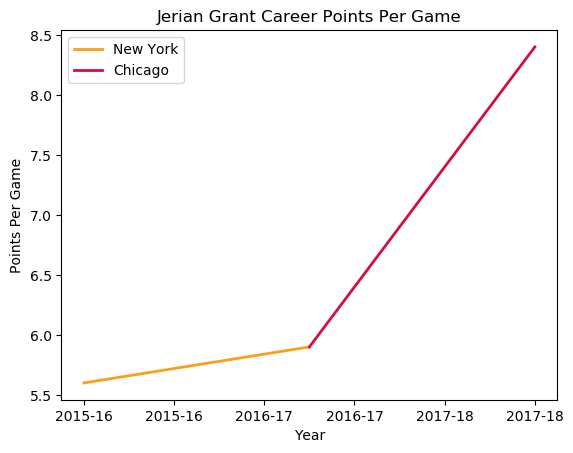 Jerian Grant Career Points Per Game
New York
Chicago
8.5
8.0
7.5
7.0
6.5
6.0
5.5
Points Per Game
2015-16 2015-16 2016-17 2016-17 2017-18 2017-18
Year